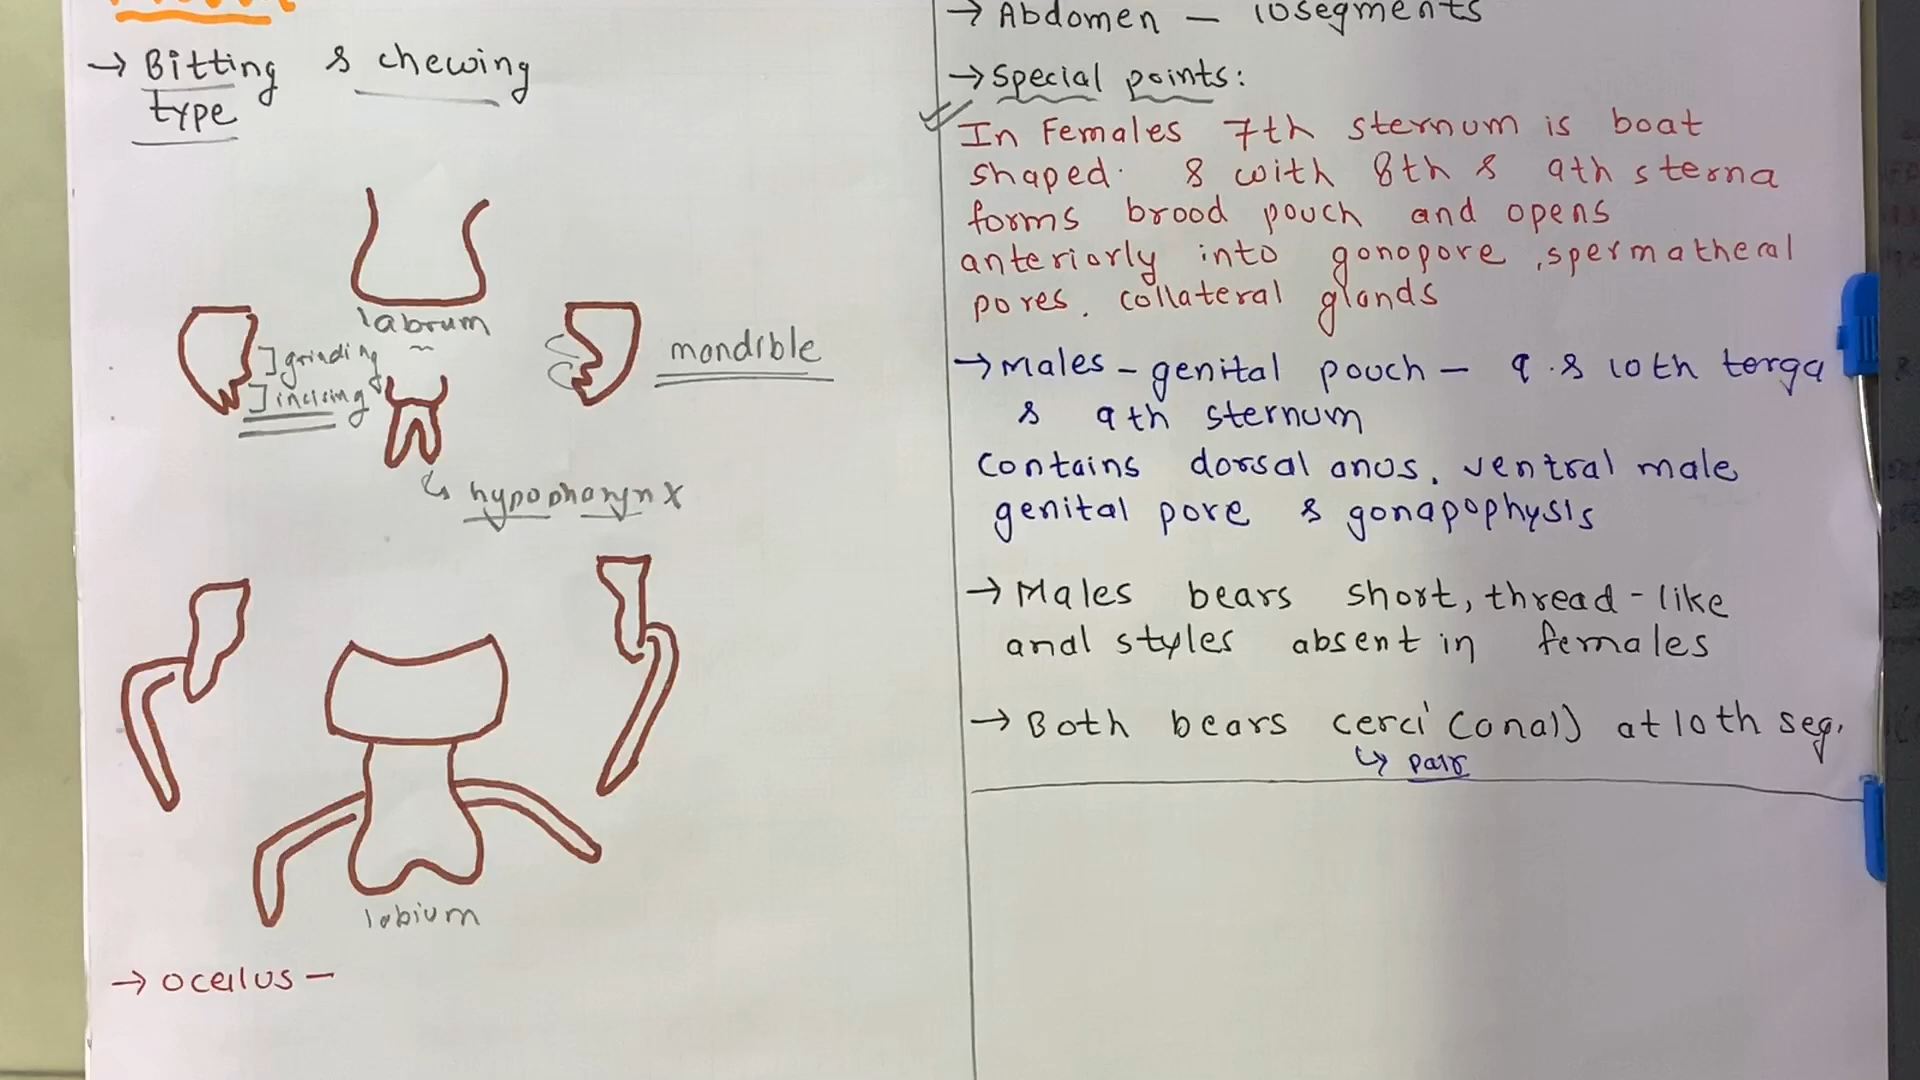 → Bitting & chewing
type
labrum
] grinding
] incising
mandible
↳ hypopharynx
labium
→ ocellus —
→ Abdomen — 10segments
→ Special points:
In Females 7th sternum is boat
shaped. & with 8th & 9th sterna
forms brood pouch and opens
anteriorly into gonopore, spermathecal
pores. collateral glands
→ Males - genital pouch - 9 & 10th terga
& 9th sternum
contains dorsal anus, ventral male
genital pore & gonapophysis
→ Males bears short, thread-like
anal styles absent in females
→ Both bears cerci (anal) at 10th seg.
↳ pair